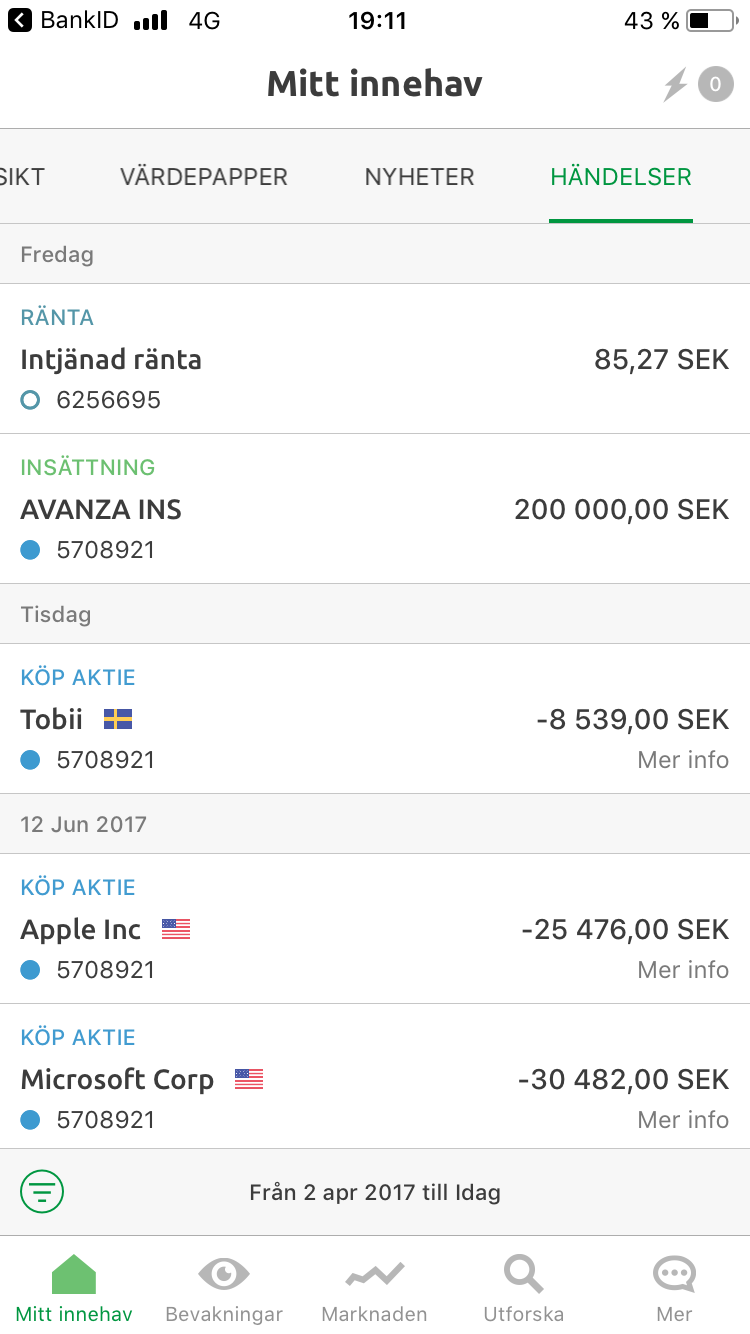 BankID 4G 19:11 43 %
Mitt innehav 0
SIKT VÄRDEPAPPER NYHETER HÄNDELSER
Fredag
RÄNTA
Intjänad ränta 85,27 SEK
6256695
INSÄTTNING
AVANZA INS 200 000,00 SEK
5708921
Tisdag
KÖP AKTIE
Tobii -8 539,00 SEK
5708921 Mer info
12 Jun 2017
KÖP AKTIE
Apple Inc -25 476,00 SEK
5708921 Mer info
KÖP AKTIE
Microsoft Corp -30 482,00 SEK
5708921 Mer info
Från 2 apr 2017 till Idag
Mitt innehav Bevakningar Marknaden Utforska Mer